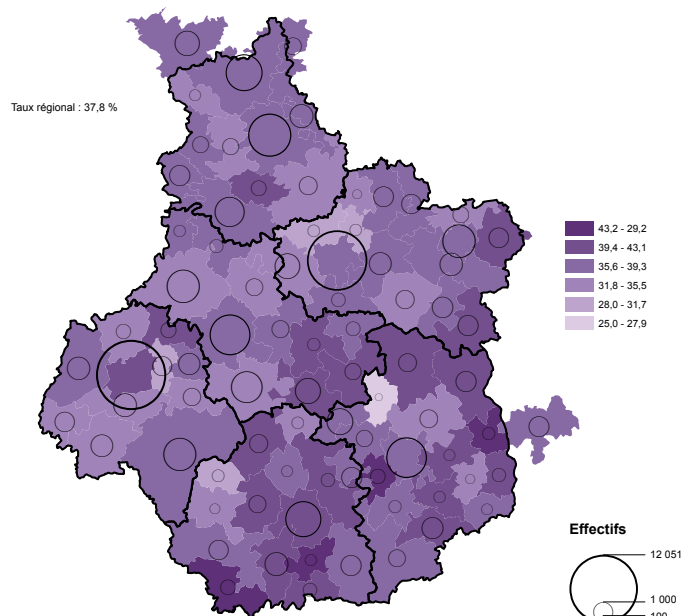 Taux régional : 37,8 %
43,2 - 29,2
39,4 - 43,1
35,6 - 39,3
31,8 - 35,5
28,0 - 31,7
25,0 - 27,9
Effectifs
12 051
1 000
100